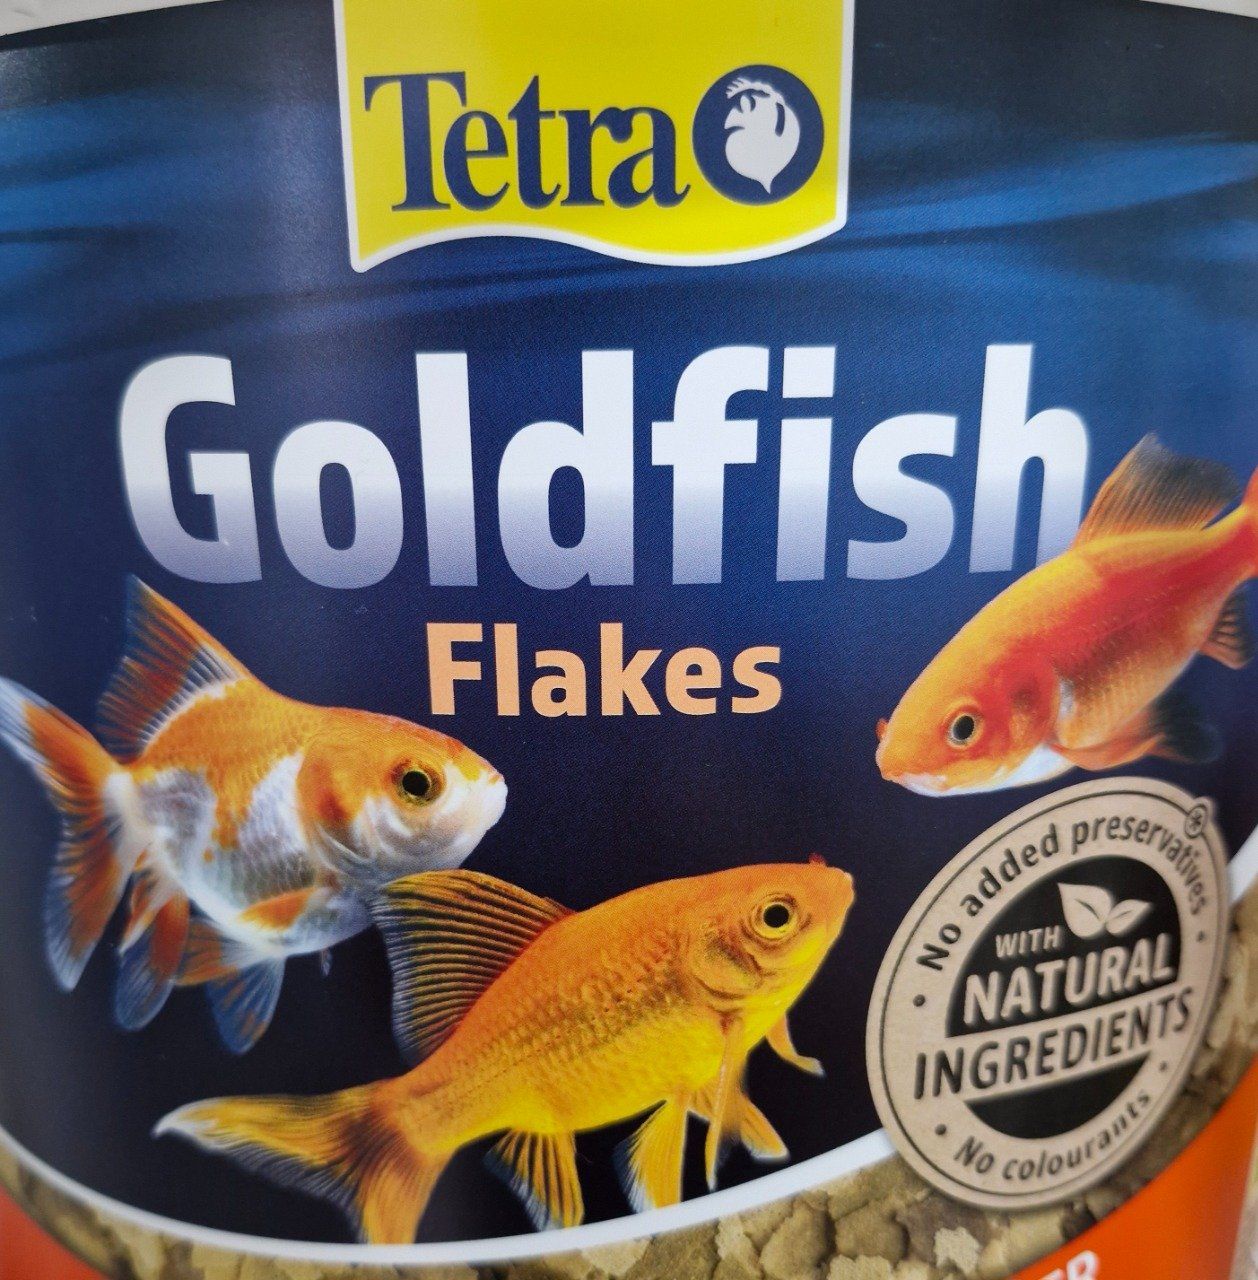 Tetra
Goldfish
Flakes
No added preservatives
WITH
NATURAL
INGREDIENTS
No colourants